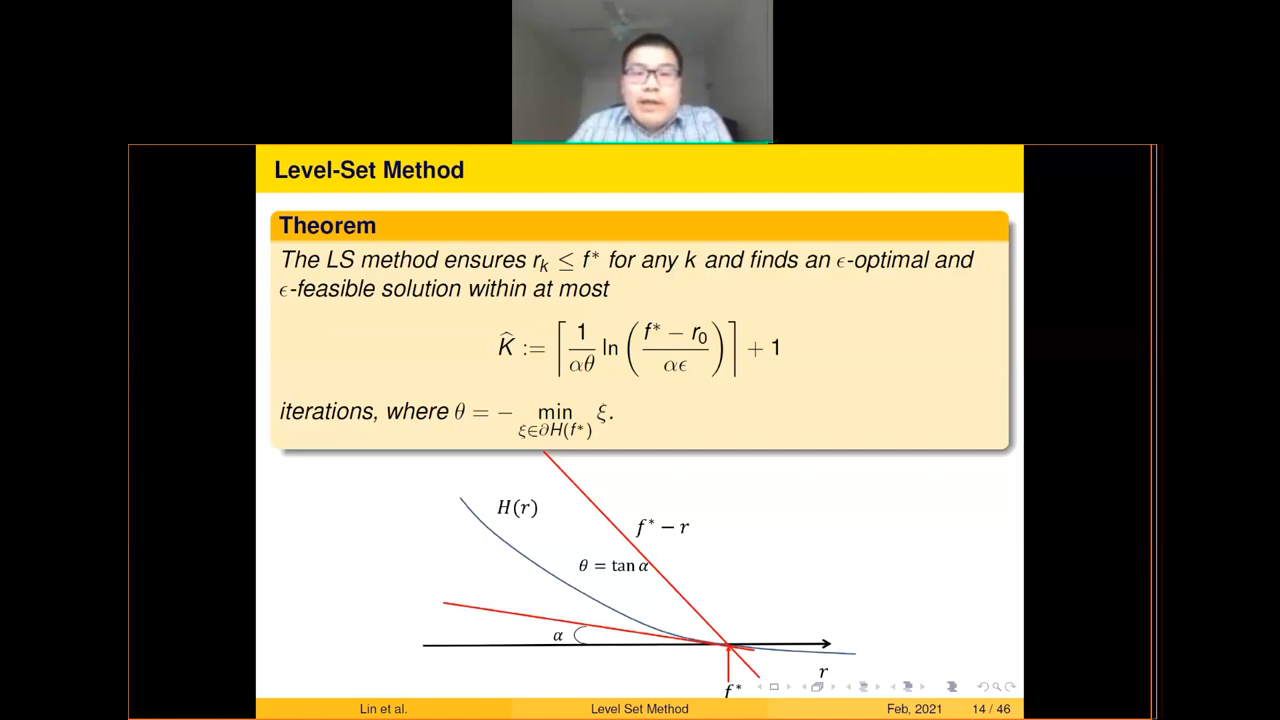 Level-Set Method
Theorem
The LS method ensures r_k ≤ f* for any k and finds an ϵ-optimal and
ϵ-feasible solution within at most
K̂ := ⌈ 1/(αθ) ln ( (f* − r_0)/(αϵ) ) ⌉ + 1
iterations, where θ = − min_{ξ∈∂H(f*)} ξ.
H(r)
f* − r
θ = tan α
α
r
f*
Lin et al.
Level Set Method
Feb, 2021
14 / 46